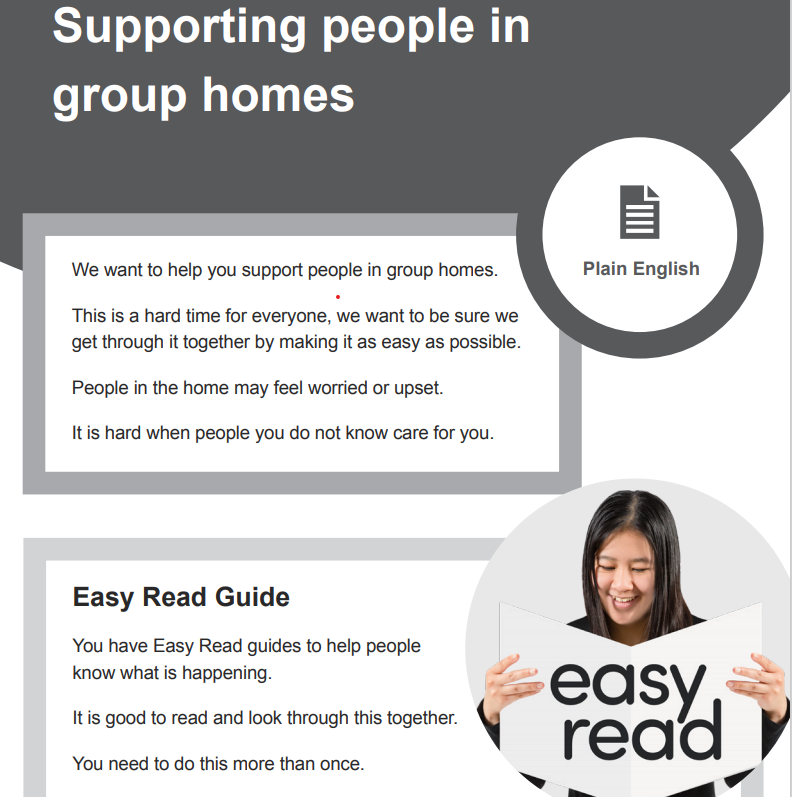 Supporting people in
group homes
Plain English
We want to help you support people in group homes.
This is a hard time for everyone, we want to be sure we
get through it together by making it as easy as possible.
People in the home may feel worried or upset.
It is hard when people you do not know care for you.
Easy Read Guide
You have Easy Read guides to help people
know what is happening.
It is good to read and look through this together.
You need to do this more than once.
easy
read